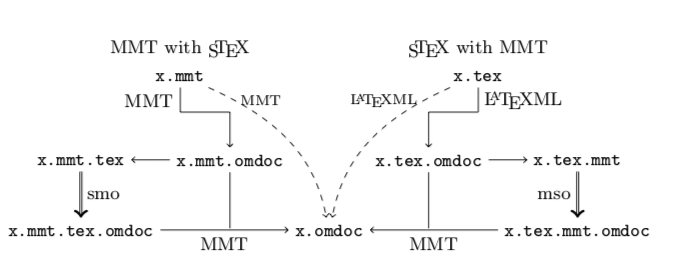 MMT with sTeX sTeX with MMT
x.mmt x.tex
MMT MMT LaTeXML LaTeXML
x.mmt.tex x.mmt.omdoc x.tex.omdoc x.tex.mmt
smo mso
x.mmt.tex.omdoc x.omdoc x.tex.mmt.omdoc
MMT MMT